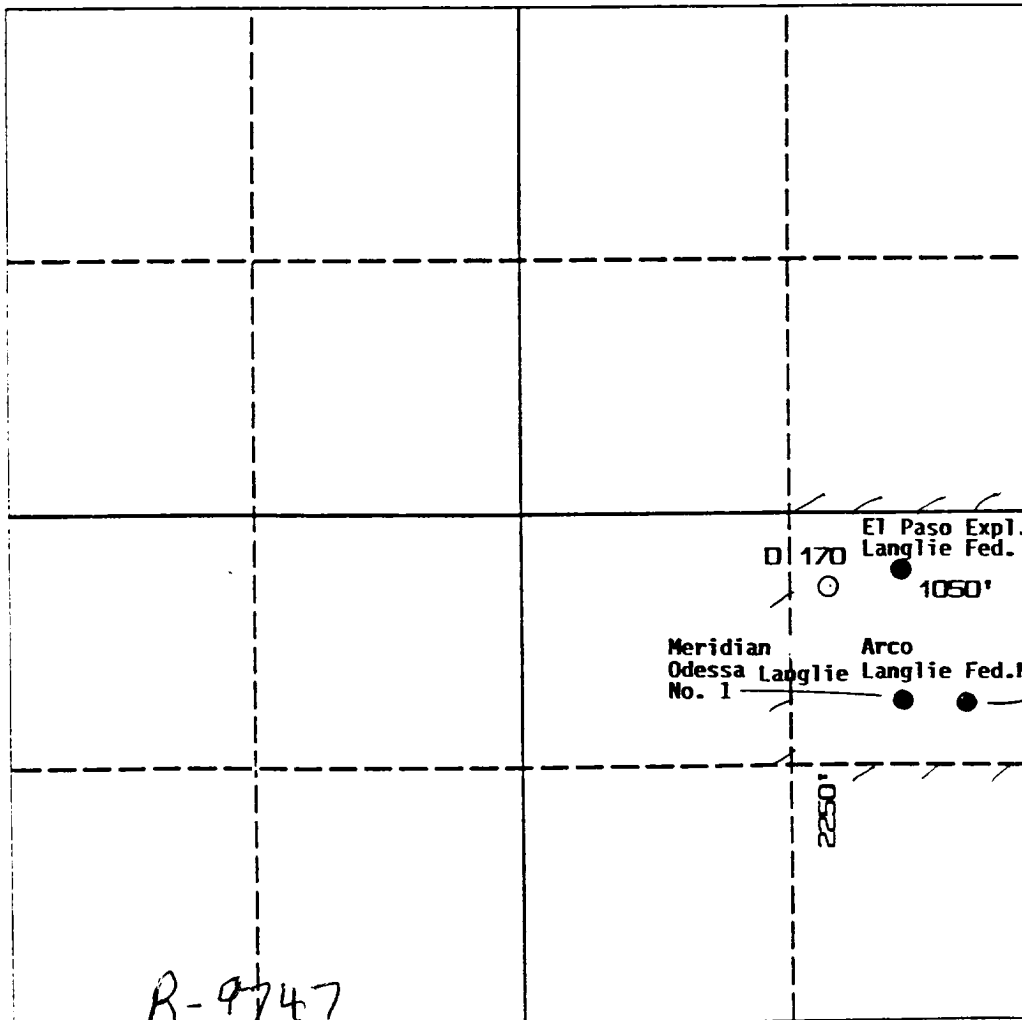 El Paso Expl.
Langlie Fed.
D 170
1050'
Meridian
Odessa Langlie
No. 1
Arco
Langlie Fed.
2250'
R-9747